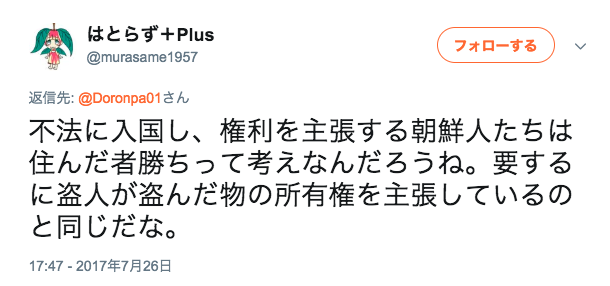 はとらず＋Plus
@murasame1957
フォローする
返信先: @Doronpa01さん
不法に入国し、権利を主張する朝鮮人たちは
住んだ者勝ちって考えなんだろうね。要する
に盗人が盗んだ物の所有権を主張しているの
と同じだな。
17:47 - 2017年7月26日